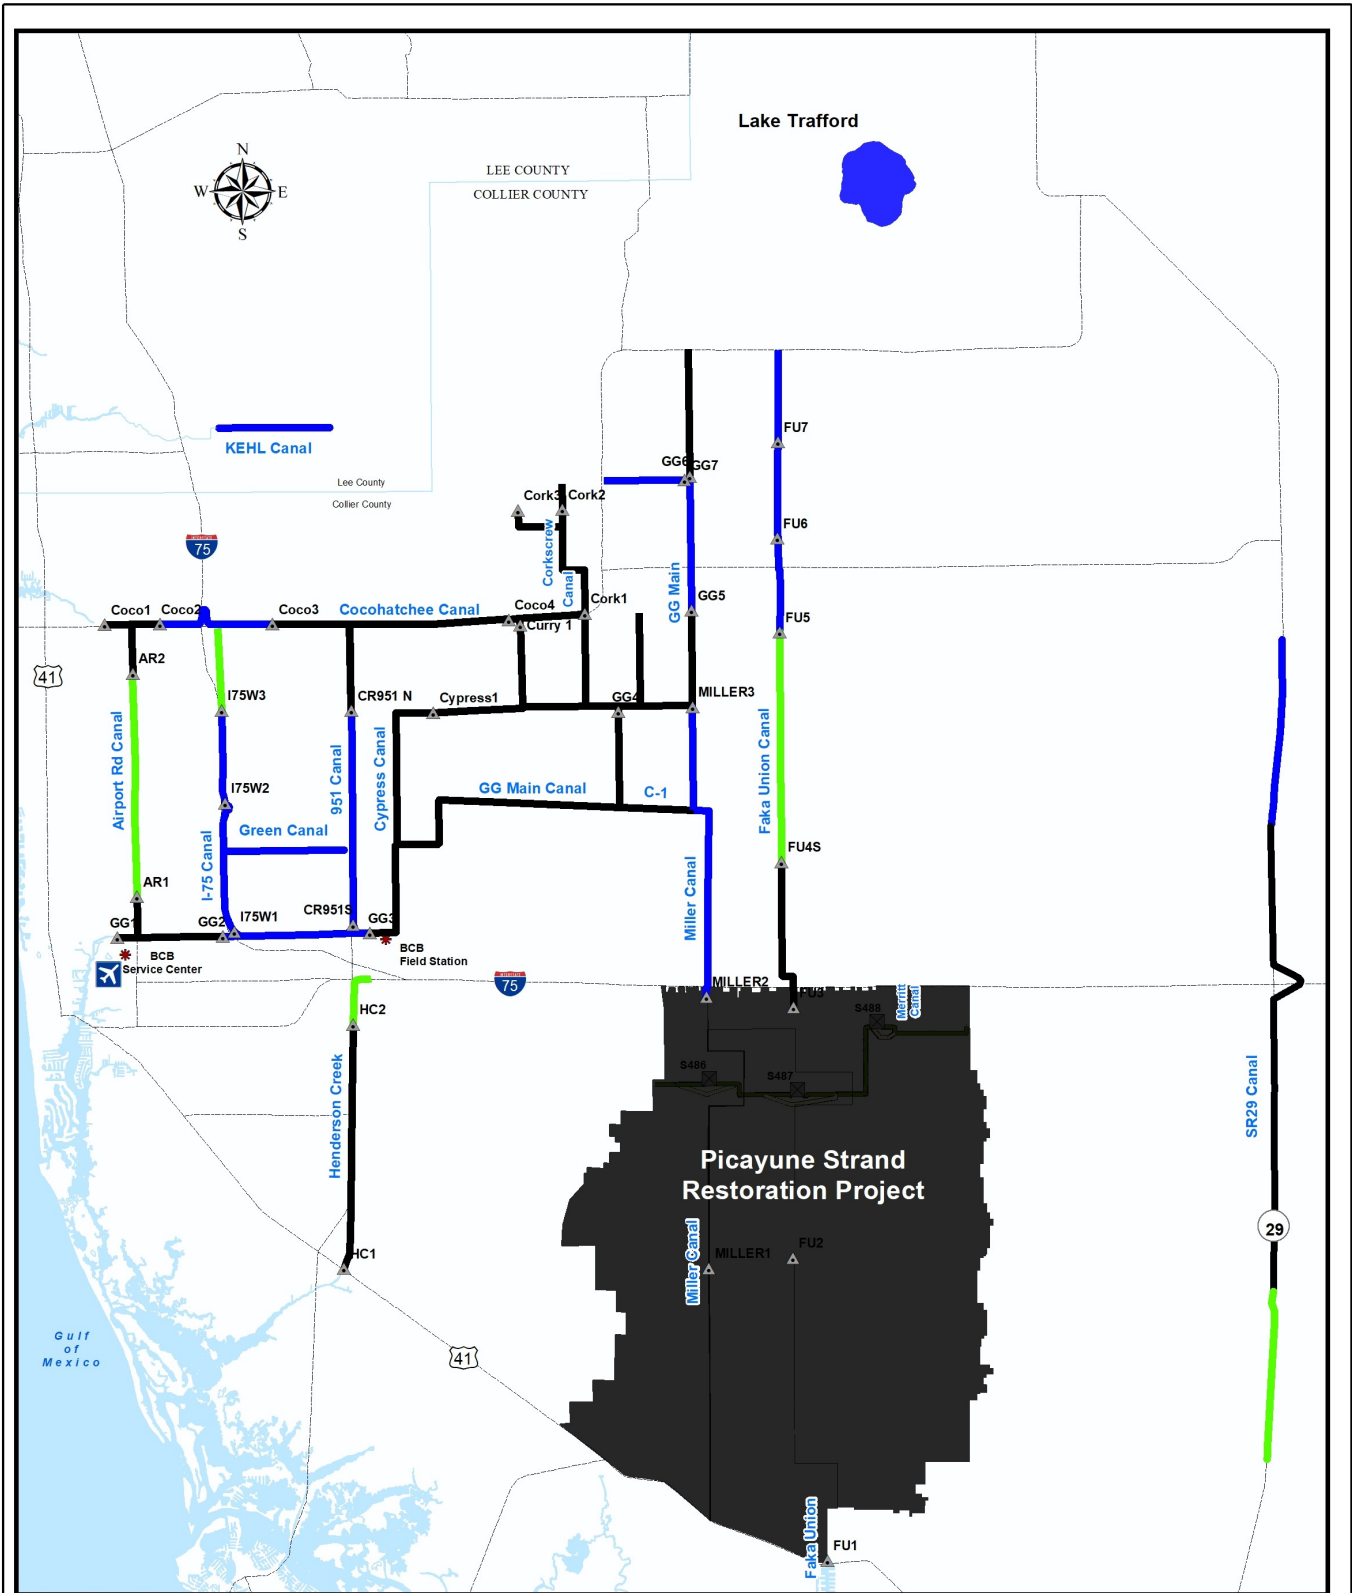 Lake Trafford
N
W
E
S
LEE COUNTY
COLLIER COUNTY
KEHL Canal
Lee County
Collier County
FU7
GG6
GG7
Cork3
Cork2
Corkscrew
Canal
FU6
75
GG Main
GG5
Cork1
FU5
Coco1
Coco2
Coco3
Cocohatchee Canal
Coco4
Curry 1
41
AR2
I75W3
CR951 N
Cypress1
GG4
MILLER3
Airport Rd Canal
951 Canal
Cypress Canal
Faka Union Canal
I75W2
GG Main Canal
C-1
Green Canal
I-75 Canal
FU4S
AR1
Miller Canal
GG1
GG2
I75W1
CR951S
GG3
BCB
Service Center
BCB
Field Station
75
MILLER2
FU3
Merritt
Canal
S488
HC2
Henderson Creek
S486
S487
SR29 Canal
Picayune Strand
Restoration Project
29
Miller Canal
MILLER1
FU2
HC1
Gulf
of
Mexico
41
Faka Union
FU1